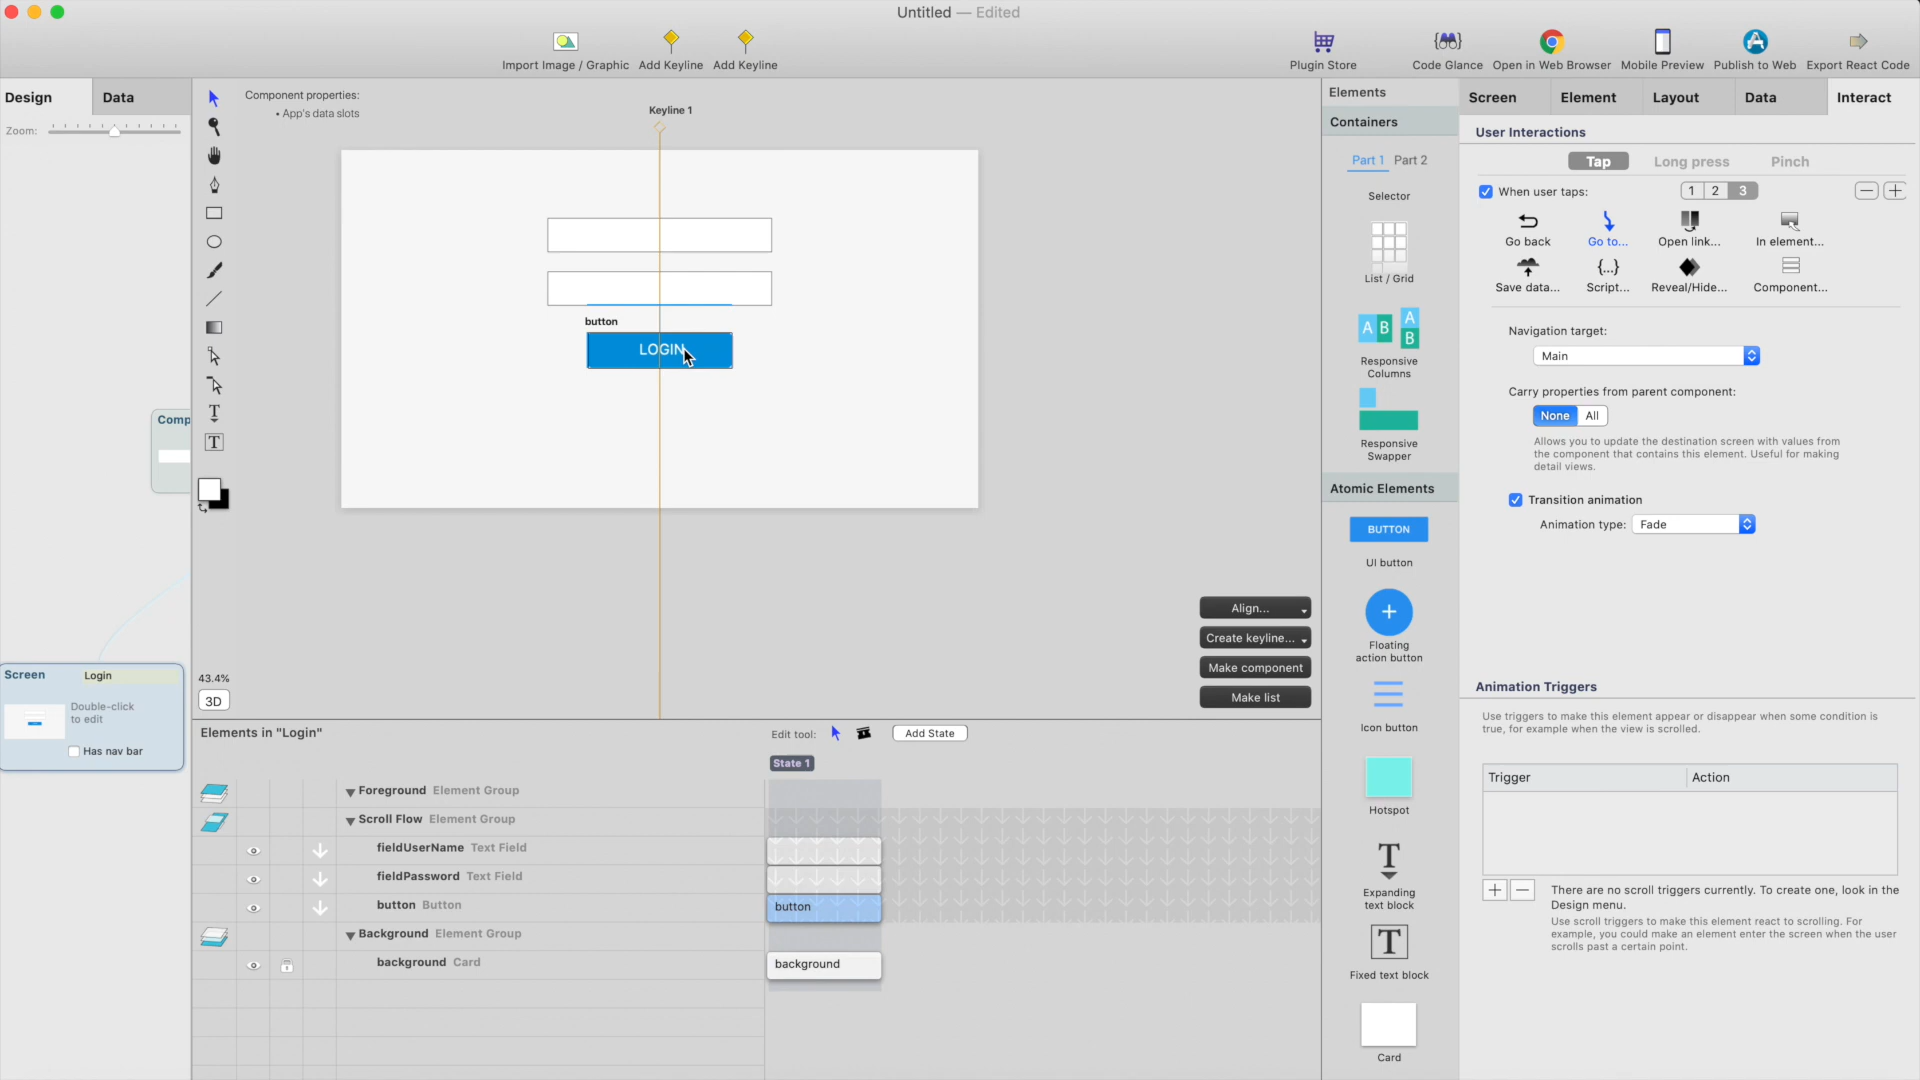 Untitled — Edited
Import Image / Graphic
Add Keyline
Add Keyline
Plugin Store
Code Glance
Open in Web Browser
Mobile Preview
Publish to Web
Export React Code
Design
Data
Zoom:
Component properties:
• App's data slots
Keyline 1
button
LOGIN
Comp
Screen
Login
Double-click
to edit
Has nav bar
T
T
43.4%
3D
Align...
Create keyline...
Make component
Make list
Elements in "Login"
Edit tool:
Add State
State 1
Foreground Element Group
Scroll Flow Element Group
fieldUserName Text Field
fieldPassword Text Field
button Button
button
Background Element Group
background Card
background
Elements
Containers
Part 1 Part 2
Selector
List / Grid
A B
A
B
Responsive
Columns
Responsive
Swapper
Atomic Elements
BUTTON
UI button
Floating
action button
Icon button
Hotspot
T
Expanding
text block
T
Fixed text block
Card
Screen
Element
Layout
Data
Interact
User Interactions
Tap
Long press
Pinch
When user taps:
1 2 3
Go back
Go to...
Open link...
In element...
{...}
Save data...
Script...
Reveal/Hide...
Component...
Navigation target:
Main
Carry properties from parent component:
None All
Allows you to update the destination screen with values from
the component that contains this element. Useful for making
detail views.
Transition animation
Animation type: Fade
Animation Triggers
Use triggers to make this element appear or disappear when some condition is
true, for example when the view is scrolled.
Trigger
Action
There are no scroll triggers currently. To create one, look in the
Design menu.
Use scroll triggers to make this element react to scrolling. For
example, you could make an element enter the screen when the user
scrolls past a certain point.